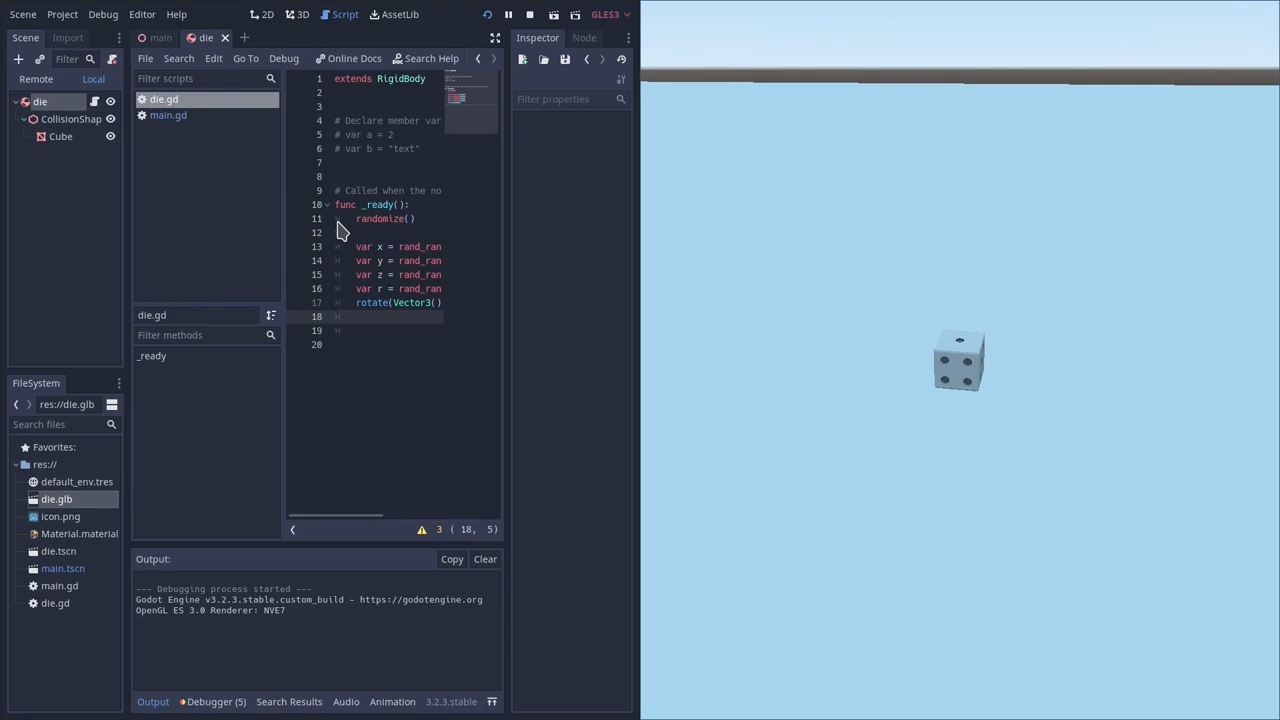 Scene Project Debug Editor Help 2D 3D Script AssetLib GLES3
Scene Import main die Inspector Node
Filter File Search Edit Go To Debug Online Docs Search Help
Remote Local Filter scripts Filter properties
die die.gd
CollisionShap main.gd
Cube
1 extends RigidBody
2
3
4 # Declare member var
5 # var a = 2
6 # var b = "text"
7
8
9 # Called when the no
10 func _ready():
11 randomize()
12
13 var x = rand_ran
14 var y = rand_ran
15 var z = rand_ran
16 var r = rand_ran
17 rotate(Vector3()
18
19
20
die.gd
Filter methods
_ready
3 ( 18, 5)
FileSystem
res://die.glb
Search files
Favorites:
res://
default_env.tres
die.glb
icon.png
Material.material
die.tscn
main.tscn
main.gd
die.gd
Output: Copy Clear
--- Debugging process started ---
Godot Engine v3.2.3.stable.custom_build - https://godotengine.org
OpenGL ES 3.0 Renderer: NVE7
Output Debugger (5) Search Results Audio Animation 3.2.3.stable